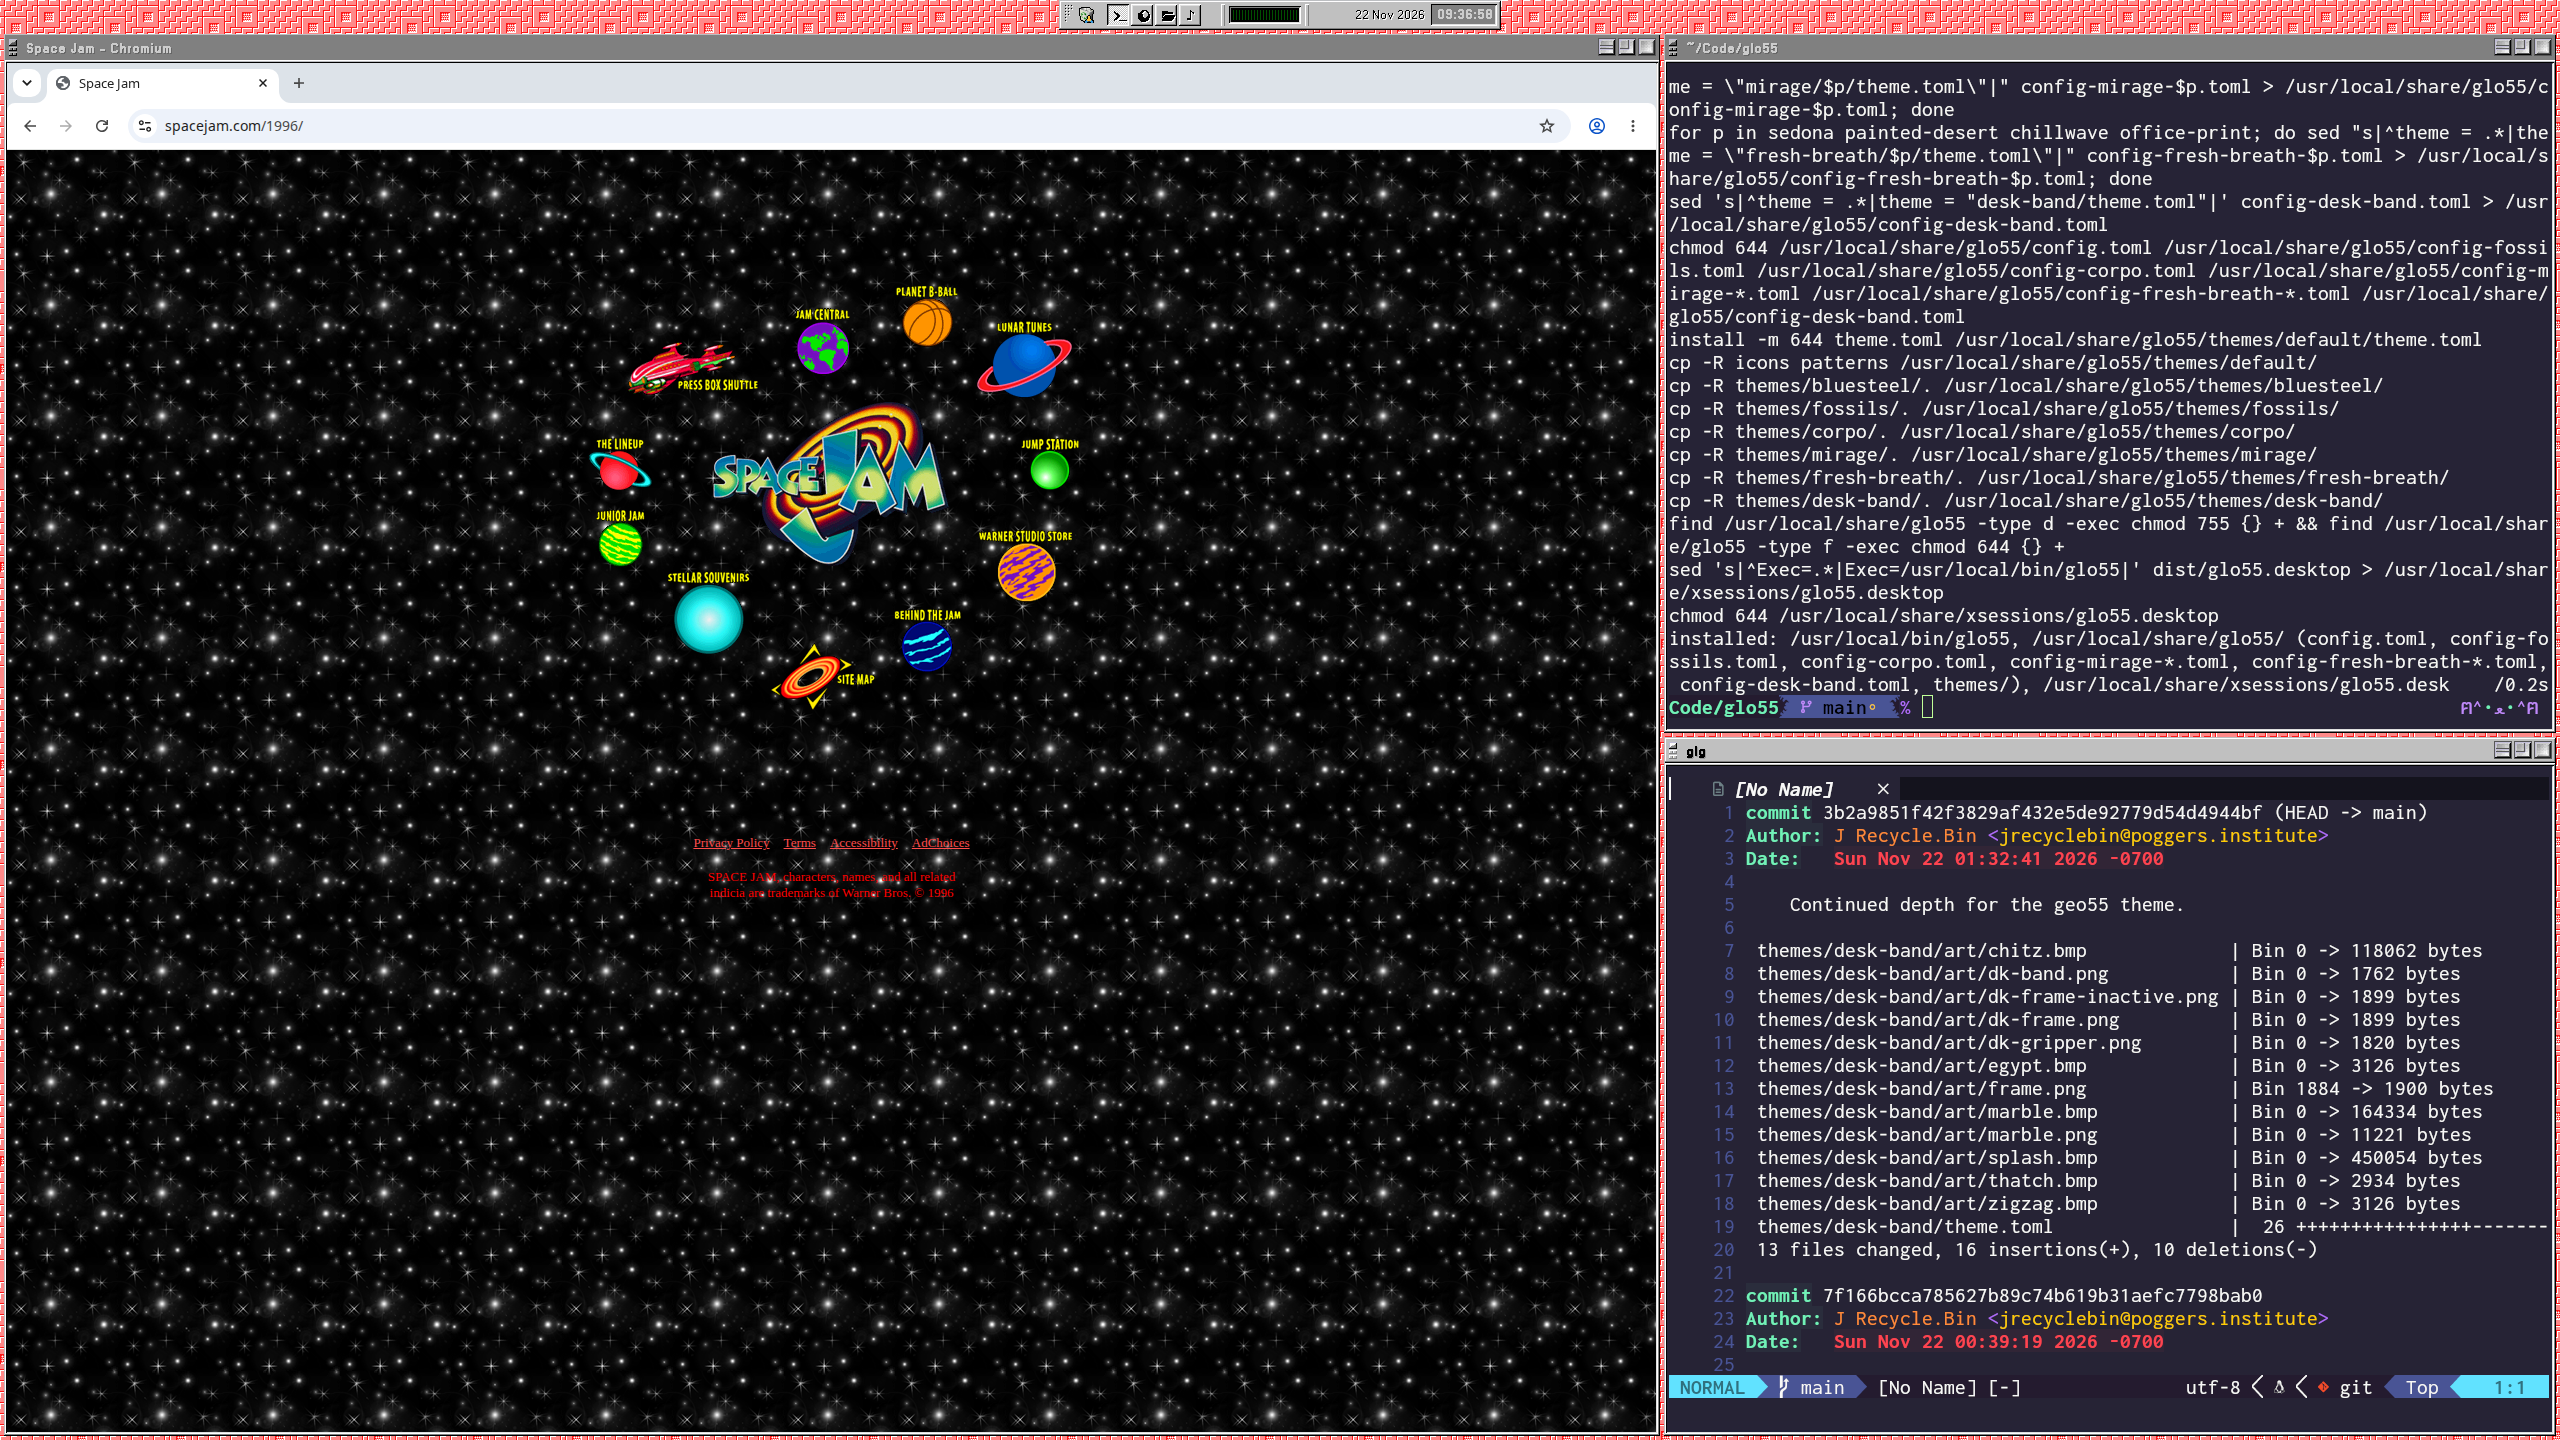 22 Nov 2026 09:36:59
Space Jam - Chromium
Space Jam
spacejam.com/1996/
PLANET B-BALL
JAM CENTRAL
LUNAR TUNES
PRESS BOX SHUTTLE
THE LINEUP
JUMP STATION
SPACE JAM
JUNIOR JAM
WARNER STUDIO STORE
STELLAR SOUVENIRS
BEHIND THE JAM
SITE MAP
Privacy Policy Terms Accessibility AdChoices
SPACE JAM, characters, names, and all related
indicia are trademarks of Warner Bros. © 1996
~/Code/glo55
me = \"mirage/$p/theme.toml\"|" config-mirage-$p.toml > /usr/local/share/glo55/c
onfig-mirage-$p.toml; done
for p in sedona painted-desert chillwave office-print; do sed "s|^theme = .*|the
me = \"fresh-breath/$p/theme.toml\"|" config-fresh-breath-$p.toml > /usr/local/s
hare/glo55/config-fresh-breath-$p.toml; done
sed 's|^theme = .*|theme = "desk-band/theme.toml"|' config-desk-band.toml > /usr
/local/share/glo55/config-desk-band.toml
chmod 644 /usr/local/share/glo55/config.toml /usr/local/share/glo55/config-fossi
ls.toml /usr/local/share/glo55/config-corpo.toml /usr/local/share/glo55/config-m
irage-*.toml /usr/local/share/glo55/config-fresh-breath-*.toml /usr/local/share/
glo55/config-desk-band.toml
install -m 644 theme.toml /usr/local/share/glo55/themes/default/theme.toml
cp -R icons patterns /usr/local/share/glo55/themes/default/
cp -R themes/bluesteel/. /usr/local/share/glo55/themes/bluesteel/
cp -R themes/fossils/. /usr/local/share/glo55/themes/fossils/
cp -R themes/corpo/. /usr/local/share/glo55/themes/corpo/
cp -R themes/mirage/. /usr/local/share/glo55/themes/mirage/
cp -R themes/fresh-breath/. /usr/local/share/glo55/themes/fresh-breath/
cp -R themes/desk-band/. /usr/local/share/glo55/themes/desk-band/
find /usr/local/share/glo55 -type d -exec chmod 755 {} + && find /usr/local/shar
e/glo55 -type f -exec chmod 644 {} +
sed 's|^Exec=.*|Exec=/usr/local/bin/glo55|' dist/glo55.desktop > /usr/local/shar
e/xsessions/glo55.desktop
chmod 644 /usr/local/share/xsessions/glo55.desktop
installed: /usr/local/bin/glo55, /usr/local/share/glo55/ (config.toml, config-fo
ssils.toml, config-corpo.toml, config-mirage-*.toml, config-fresh-breath-*.toml,
config-desk-band.toml, themes/), /usr/local/share/xsessions/glo55.desk /0.2s
Code/glo55 main %
glg
[No Name] ×
1 commit 3b2a9851f42f3829af432e5de92779d54d4944bf (HEAD -> main)
2 Author: J Recycle.Bin <jrecyclebin@poggers.institute>
3 Date: Sun Nov 22 01:32:41 2026 -0700
4
5 Continued depth for the geo55 theme.
6
7 themes/desk-band/art/chitz.bmp | Bin 0 -> 118062 bytes
8 themes/desk-band/art/dk-band.png | Bin 0 -> 1762 bytes
9 themes/desk-band/art/dk-frame-inactive.png | Bin 0 -> 1899 bytes
10 themes/desk-band/art/dk-frame.png | Bin 0 -> 1899 bytes
11 themes/desk-band/art/dk-gripper.png | Bin 0 -> 1820 bytes
12 themes/desk-band/art/egypt.bmp | Bin 0 -> 3126 bytes
13 themes/desk-band/art/frame.png | Bin 1884 -> 1900 bytes
14 themes/desk-band/art/marble.bmp | Bin 0 -> 164334 bytes
15 themes/desk-band/art/marble.png | Bin 0 -> 11221 bytes
16 themes/desk-band/art/splash.bmp | Bin 0 -> 450054 bytes
17 themes/desk-band/art/thatch.bmp | Bin 0 -> 2934 bytes
18 themes/desk-band/art/zigzag.bmp | Bin 0 -> 3126 bytes
19 themes/desk-band/theme.toml | 26 ++++++++++++++++-------
20 13 files changed, 16 insertions(+), 10 deletions(-)
21
22 commit 7f166bcca785627b89c74b619b31aefc7798bab0
23 Author: J Recycle.Bin <jrecyclebin@poggers.institute>
24 Date: Sun Nov 22 00:39:19 2026 -0700
25
NORMAL main [No Name] [-] utf-8 git Top 1:1